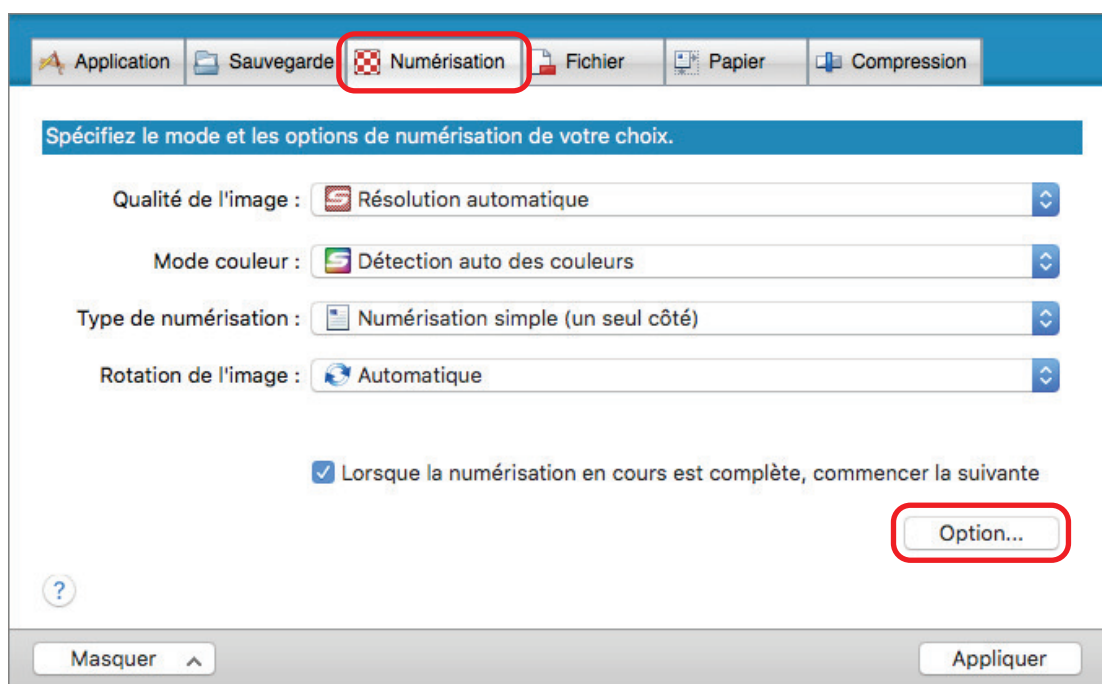 Application Sauvegarde Numérisation Fichier Papier Compression
Spécifiez le mode et les options de numérisation de votre choix.
Qualité de l'image : Résolution automatique
Mode couleur : Détection auto des couleurs
Type de numérisation : Numérisation simple (un seul côté)
Rotation de l'image : Automatique
Lorsque la numérisation en cours est complète, commencer la suivante
Option...
?
Masquer Appliquer